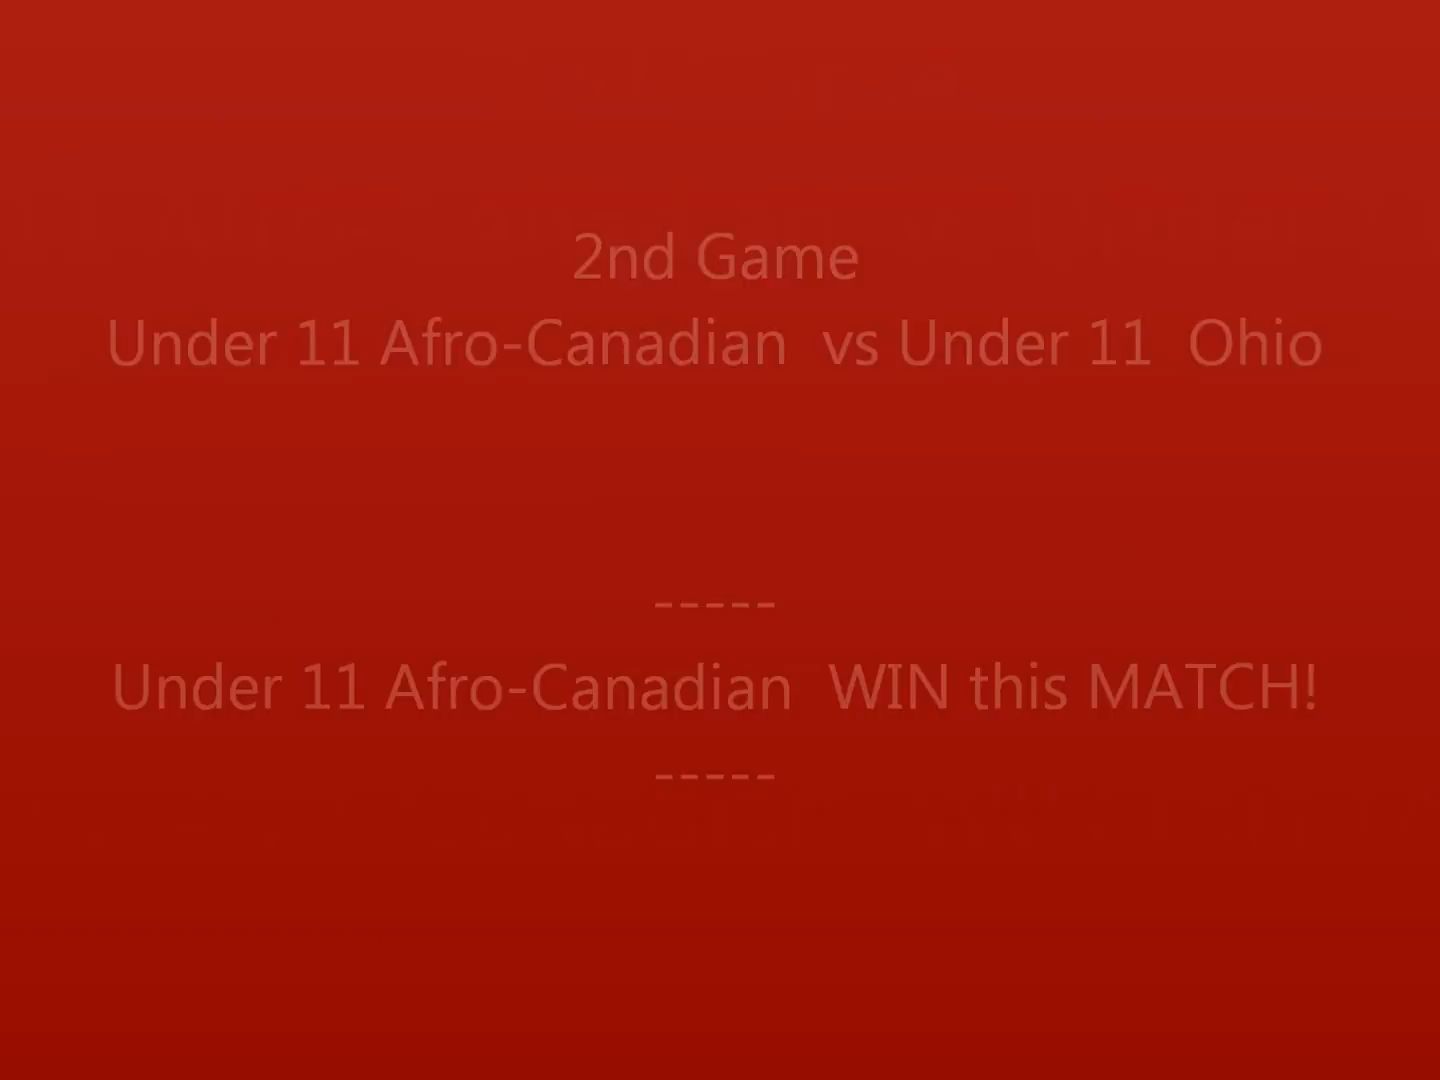 2nd Game
Under 11 Afro-Canadian  vs Under 11  Ohio
-----
Under 11 Afro-Canadian  WIN this MATCH!
-----